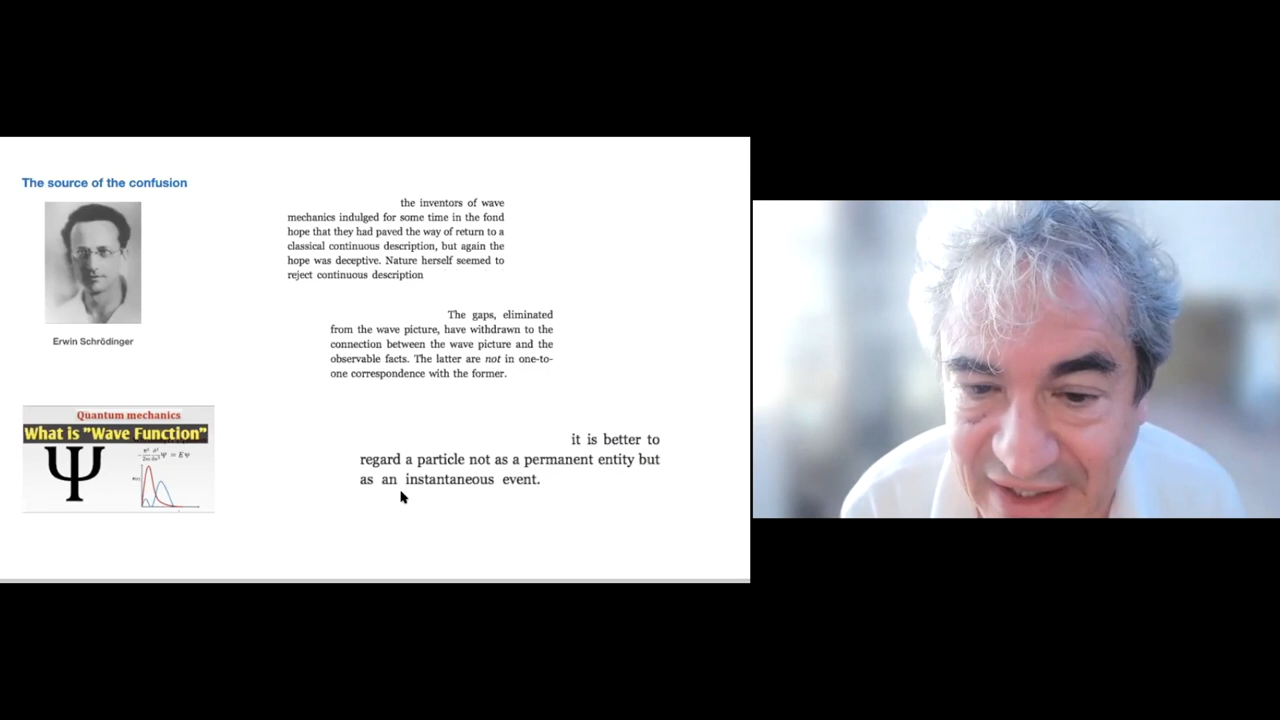 The source of the confusion
Erwin Schrödinger
the inventors of wave
mechanics indulged for some time in the fond
hope that they had paved the way of return to a
classical continuous description, but again the
hope was deceptive. Nature herself seemed to
reject continuous description
The gaps, eliminated
from the wave picture, have withdrawn to the
connection between the wave picture and the
observable facts. The latter are not in one-to-
one correspondence with the former.
Quantum mechanics
What is "Wave Function"
Ψ
it is better to
regard a particle not as a permanent entity but
as an instantaneous event.